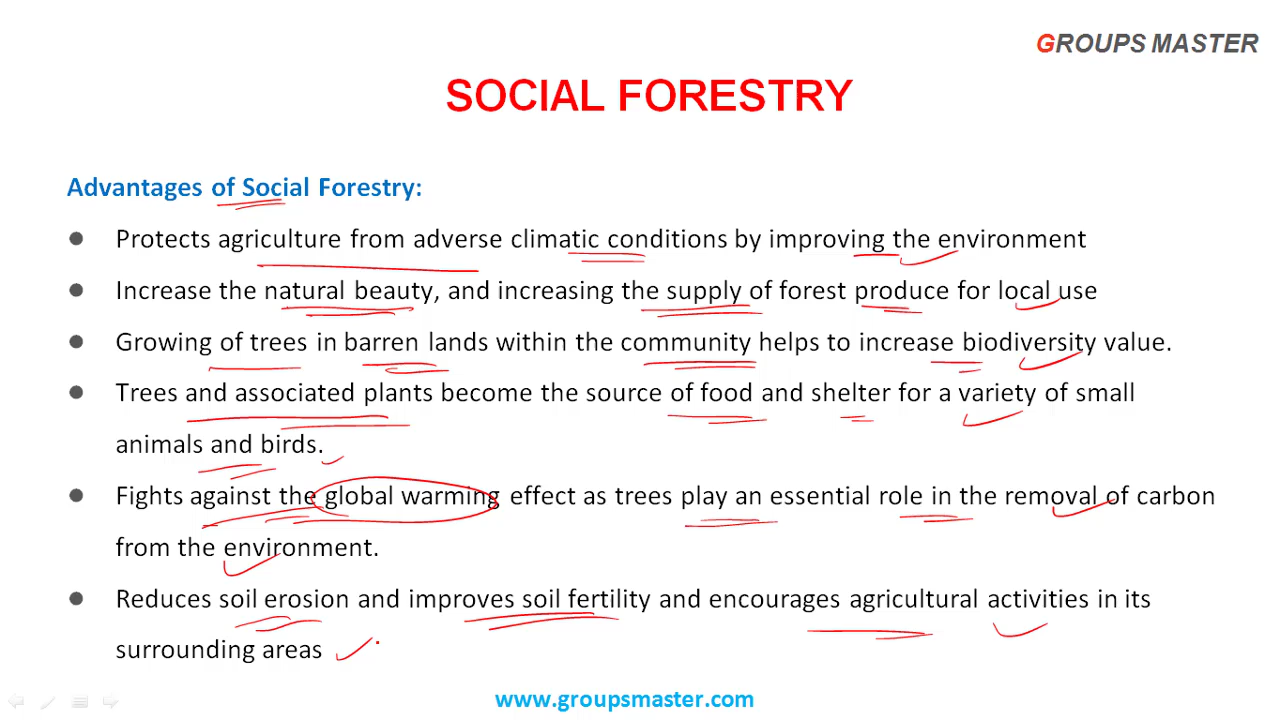 GROUPS MASTER
SOCIAL FORESTRY
Advantages of Social Forestry:
● Protects agriculture from adverse climatic conditions by improving the environment
● Increase the natural beauty, and increasing the supply of forest produce for local use
● Growing of trees in barren lands within the community helps to increase biodiversity value.
● Trees and associated plants become the source of food and shelter for a variety of small
animals and birds.
● Fights against the global warming effect as trees play an essential role in the removal of carbon
from the environment.
● Reduces soil erosion and improves soil fertility and encourages agricultural activities in its
surrounding areas
www.groupsmaster.com